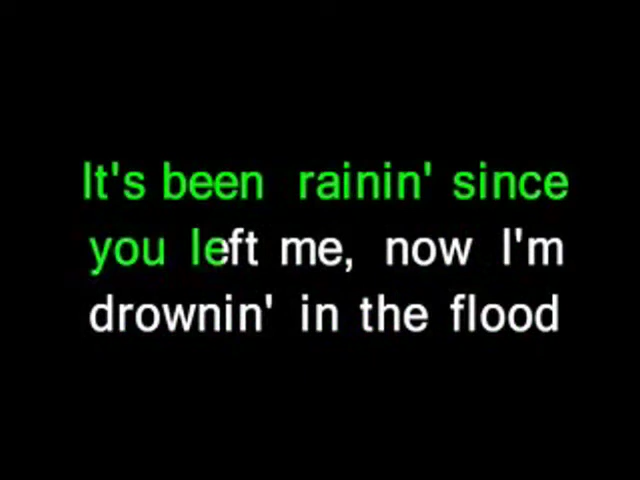 It's been rainin' since
you left me, now I'm
drownin' in the flood